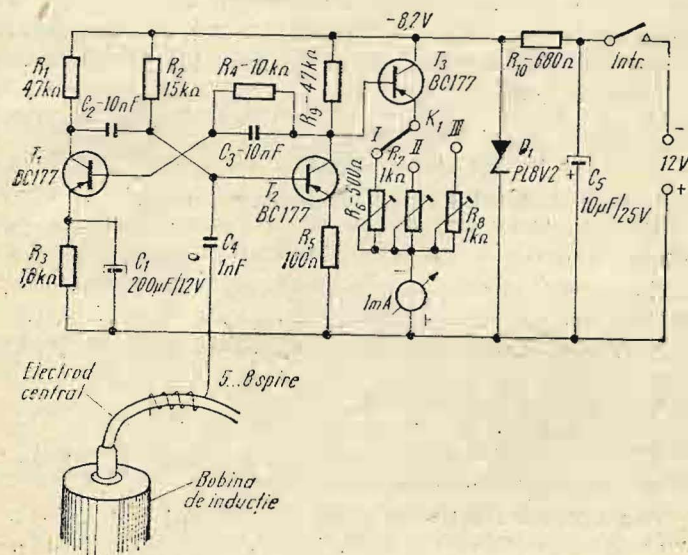 -8,2V
R1
4,7kΩ
R2
15kΩ
R4-10kΩ
R9-47kΩ
T3
BC177
R10-680Ω
Intr.
C2-10nF
C3-10nF
K1
I
II
III
T1
BC177
T2
BC177
R6-500Ω
R7
1kΩ
R8
1kΩ
D1
PL8V2
C5
10μF/25V
-
12V
+
R3
1,8kΩ
C1
200μF/12V
C4
1nF
R5
100Ω
1mA
-
+
+
Electrod
central
5...8 spire
Bobina
de inducție